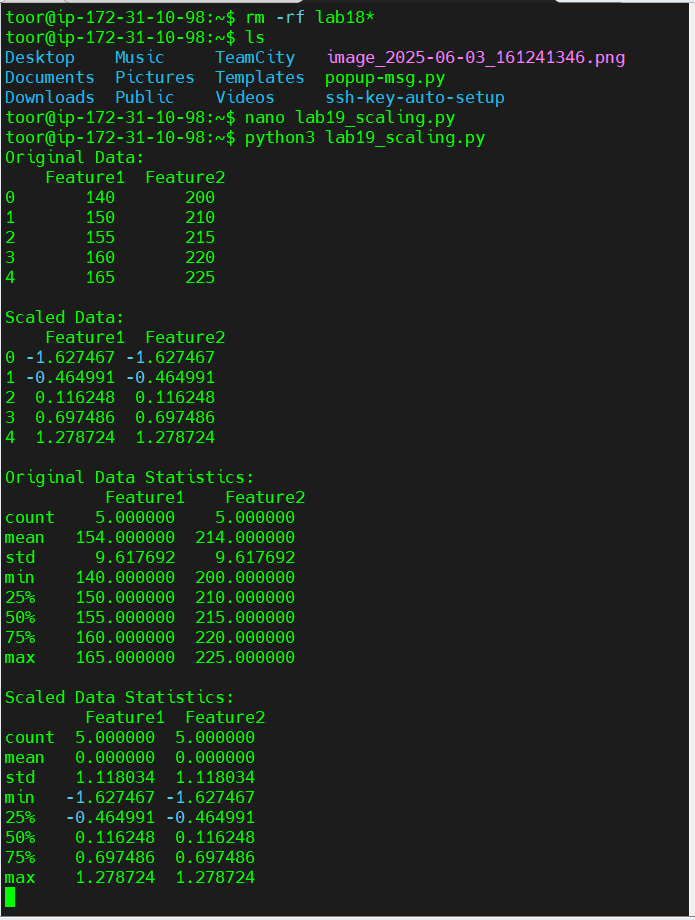 toor@ip-172-31-10-98:~$ rm -rf lab18*
toor@ip-172-31-10-98:~$ ls
Desktop    Music     TeamCity   image_2025-06-03_161241346.png
Documents  Pictures  Templates  popup-msg.py
Downloads  Public    Videos     ssh-key-auto-setup
toor@ip-172-31-10-98:~$ nano lab19_scaling.py
toor@ip-172-31-10-98:~$ python3 lab19_scaling.py
Original Data:
    Feature1  Feature2
0       140       200
1       150       210
2       155       215
3       160       220
4       165       225
Scaled Data:
    Feature1  Feature2
0 -1.627467 -1.627467
1 -0.464991 -0.464991
2  0.116248  0.116248
3  0.697486  0.697486
4  1.278724  1.278724
Original Data Statistics:
          Feature1    Feature2
count    5.000000    5.000000
mean   154.000000  214.000000
std      9.617692    9.617692
min    140.000000  200.000000
25%    150.000000  210.000000
50%    155.000000  215.000000
75%    160.000000  220.000000
max    165.000000  225.000000
Scaled Data Statistics:
        Feature1  Feature2
count  5.000000  5.000000
mean   0.000000  0.000000
std    1.118034  1.118034
min   -1.627467 -1.627467
25%   -0.464991 -0.464991
50%    0.116248  0.116248
75%    0.697486  0.697486
max    1.278724  1.278724